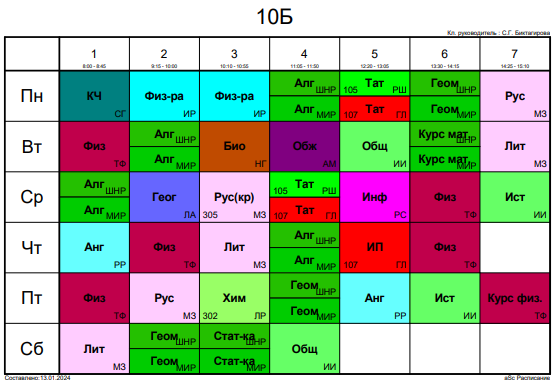 10Б
Кл. руководитель : С.Г. Биктагирова
1 2 3 4 5 6 7
8:00 - 8:45 9:15 - 10:00 10:10 - 10:55 11:05 - 11:50 12:20 - 13:05 13:30 - 14:15 14:25 - 15:10
Пн
КЧ СГ
Физ-ра ИР
Физ-ра ИР
Алг ШНР
Алг МИР
105 Тат РШ
107 Тат ГЛ
Геом ШНР
Геом МИР
Рус МЗ
Вт
Физ ТФ
Алг ШНР
Алг МИР
Био НГ
Обж АМ
Общ ИИ
Курс мат. ШНР
Курс мат. МИР
Лит МЗ
Ср
Алг ШНР
Алг МИР
Геог ЛА
Рус(кр) 305 МЗ
105 Тат РШ
107 Тат ГЛ
Инф РС
Физ ТФ
Ист ИИ
Чт
Анг РР
Физ ТФ
Лит МЗ
Алг ШНР
Алг МИР
ИП 107 ГЛ
Физ ТФ
Пт
Физ ТФ
Рус МЗ
Хим 302 ЛР
Геом ШНР
Геом МИР
Анг РР
Ист ИИ
Курс физ. ТФ
Сб
Лит МЗ
Геом ШНР
Геом МИР
Стат-ка ШНР
Стат-ка МИР
Общ ИИ
Составлено:13.01.2024 aSc Расписание